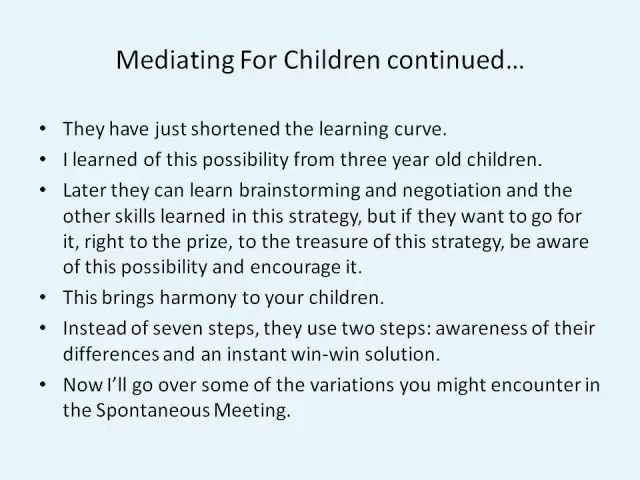 Mediating For Children continued…
• They have just shortened the learning curve.
• I learned of this possibility from three year old children.
• Later they can learn brainstorming and negotiation and the
other skills learned in this strategy, but if they want to go for
it, right to the prize, to the treasure of this strategy, be aware
of this possibility and encourage it.
• This brings harmony to your children.
• Instead of seven steps, they use two steps: awareness of their
differences and an instant win-win solution.
• Now I’ll go over some of the variations you might encounter in
the Spontaneous Meeting.